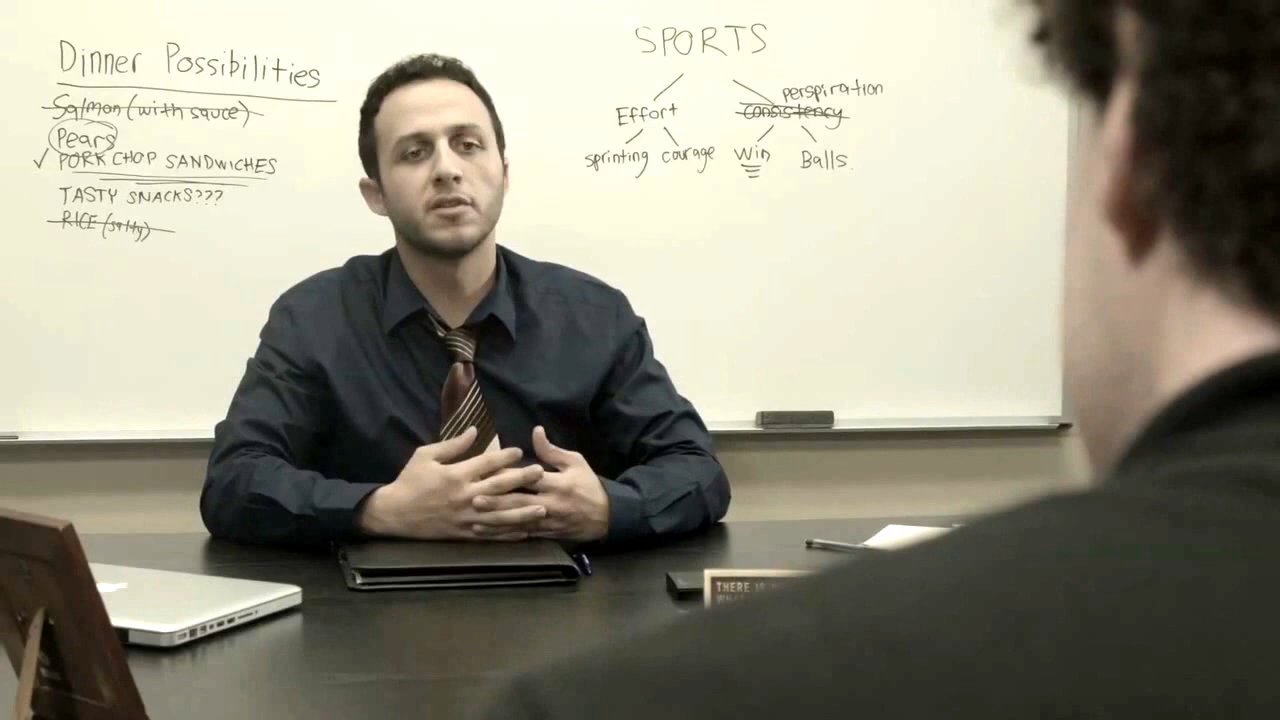 Dinner Possibilities
Salmon (with sauce)
Pears
PORK CHOP SANDWICHES
TASTY SNACKS???
RICE (salty)
SPORTS
perspiration
Effort consistency
sprinting courage Win Balls
THERE IS